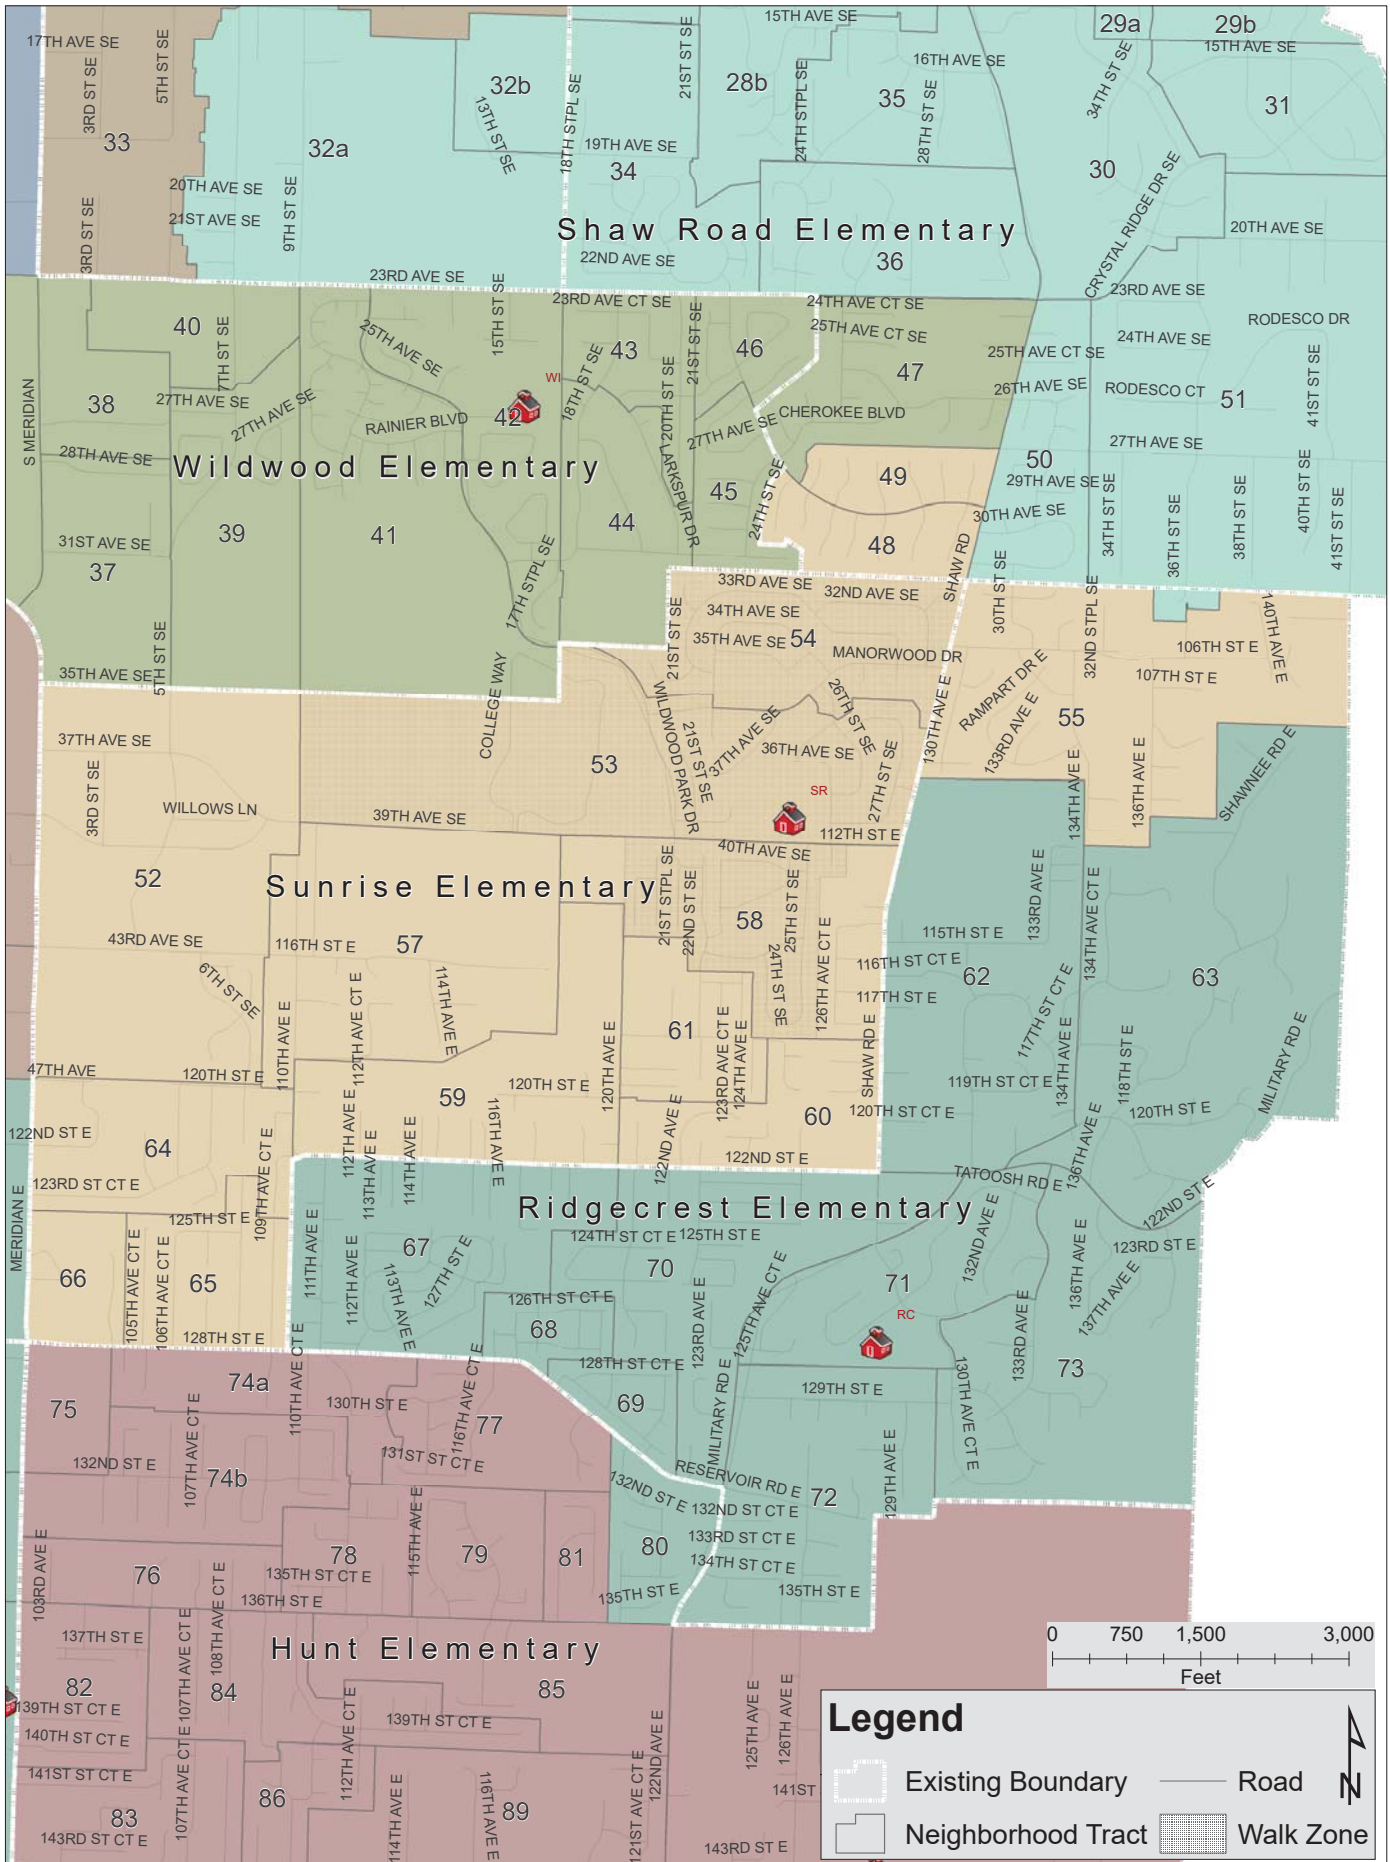 15TH AVE SE
29a
29b
17TH AVE SE
5TH ST SE
21ST ST SE
15TH AVE SE
16TH AVE SE
34TH ST SE
3RD ST SE
32b
28b
35
31
13TH ST SE
18TH STPL SE
24TH STPL SE
28TH ST SE
33
32a
19TH AVE SE
34
30
20TH AVE SE
21ST AVE SE
9TH ST SE
3RD ST SE
CRYSTAL RIDGE DR SE
Shaw Road Elementary
20TH AVE SE
22ND AVE SE
36
23RD AVE SE
15TH ST SE
23RD AVE CT SE
24TH AVE CT SE
23RD AVE SE
40
7TH ST SE
25TH AVE SE
43
21ST ST SE
46
25TH AVE CT SE
RODESCO DR
24TH AVE SE
25TH AVE CT SE
47
WI
18TH ST SE
20TH ST SE
26TH AVE SE
RODESCO CT
51
41ST ST SE
38
27TH AVE SE
27TH AVE SE
RAINIER BLVD
42
CHEROKEE BLVD
27TH AVE SE
S MERIDIAN
28TH AVE SE
Wildwood Elementary
LARKSPUR DR
27TH AVE SE
50
49
29TH AVE SE
45
24TH ST SE
30TH AVE SE
34TH ST SE
36TH ST SE
38TH ST SE
40TH ST SE
41ST ST SE
39
41
44
31ST AVE SE
48
SHAW RD
37
17TH STPL SE
33RD AVE SE
32ND AVE SE
30TH ST SE
32ND STPL SE
140TH AVE E
34TH AVE SE
21ST ST SE
35TH AVE SE
54
MANORWOOD DR
106TH ST E
107TH ST E
5TH ST SE
35TH AVE SE
COLLEGE WAY
WILDWOOD PARK DR
26TH ST SE
130TH AVE E
RAMPART DR E
133RD AVE E
55
37TH AVE SE
21ST ST SE
37TH AVE SE
36TH AVE SE
27TH ST SE
134TH AVE E
136TH AVE E
SHAWNEE RD E
53
3RD ST SE
WILLOWS LN
39TH AVE SE
SR
112TH ST E
40TH AVE SE
52
Sunrise Elementary
21ST STPL SE
22ND ST SE
58
25TH ST SE
133RD AVE E
134TH AVE CT E
43RD AVE SE
116TH ST E
57
126TH AVE CT E
115TH ST E
116TH ST CT E
62
63
6TH ST SE
114TH AVE E
24TH ST SE
117TH ST E
117TH ST CT E
110TH AVE E
112TH AVE CT E
120TH AVE E
61
123RD AVE CT E
124TH AVE E
SHAW RD E
134TH AVE E
118TH ST E
MILITARY RD E
47TH AVE
120TH ST E
120TH ST E
119TH ST CT E
59
60
120TH ST CT E
120TH ST E
122ND ST E
64
112TH AVE E
113TH AVE E
114TH AVE E
116TH AVE E
122ND AVE E
122ND ST E
136TH AVE E
123RD ST CT E
109TH AVE CT E
TATOOSH RD E
122ND ST E
MERIDIAN E
Ridgecrest Elementary
125TH ST E
105TH AVE CT E
106TH AVE CT E
111TH AVE E
112TH AVE E
67
127TH ST E
124TH ST CT E
125TH ST E
132ND AVE E
123RD ST E
66
65
113TH AVE E
70
125TH AVE CT E
71
136TH AVE E
137TH AVE E
126TH ST CT E
123RD AVE E
RC
128TH ST E
68
133RD AVE E
110TH AVE CT E
116TH AVE CT E
128TH ST CT E
74a
129TH ST E
130TH AVE CT E
73
75
107TH AVE CT E
130TH ST E
77
69
MILITARY RD E
132ND ST E
74b
131ST ST CT E
RESERVOIR RD E
72
129TH AVE E
132ND ST E
132ND ST CT E
103RD AVE E
115TH AVE E
133RD ST CT E
78
79
81
80
134TH ST CT E
76
108TH AVE CT E
135TH ST CT E
136TH ST E
135TH ST E
135TH ST E
137TH ST E
107TH AVE CT E
Hunt Elementary
82
84
85
139TH ST CT E
140TH ST CT E
112TH AVE CT E
139TH ST CT E
122ND AVE E
125TH AVE E
126TH AVE E
141ST ST CT E
107TH AVE CT E
86
114TH AVE E
116TH AVE E
89
121ST AVE CT E
141ST
83
143RD ST CT E
143RD ST E
0 750 1,500 3,000
Feet
Legend
Existing Boundary
Road
Neighborhood Tract
Walk Zone
N